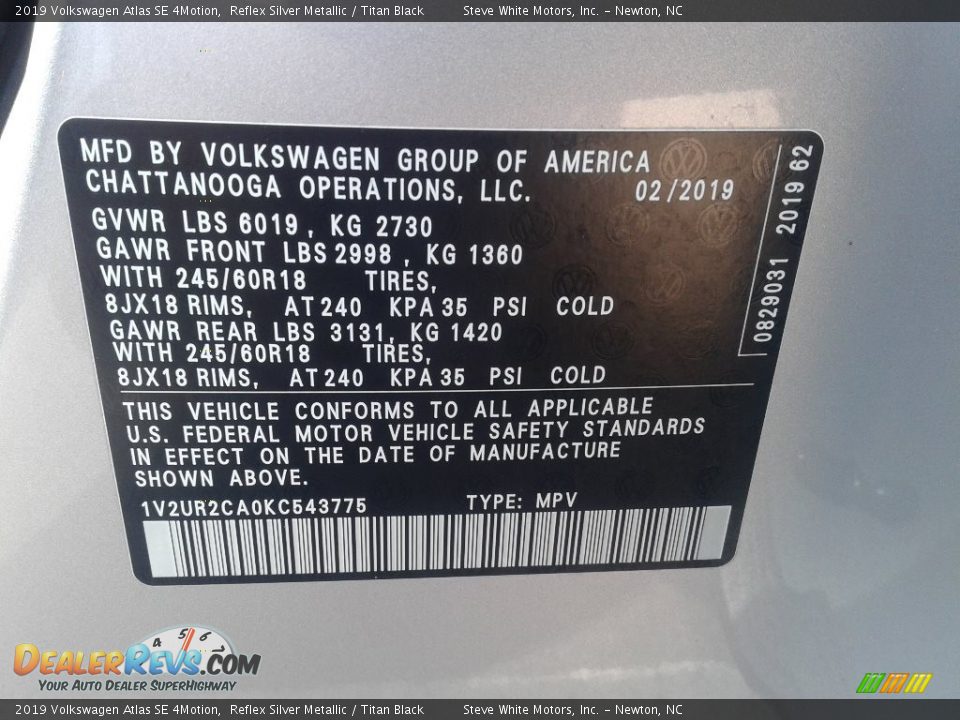 2019 Volkswagen Atlas SE 4Motion, Reflex Silver Metallic / Titan Black Steve White Motors, Inc. - Newton, NC
MFD BY VOLKSWAGEN GROUP OF AMERICA
CHATTANOOGA OPERATIONS, LLC. 02/2019
GVWR LBS 6019, KG 2730
GAWR FRONT LBS 2998, KG 1360
WITH 245/60R18 TIRES,
8JX18 RIMS, AT 240 KPA 35 PSI COLD
GAWR REAR LBS 3131, KG 1420
WITH 245/60R18 TIRES,
8JX18 RIMS, AT 240 KPA 35 PSI COLD
0829031 2019 62
THIS VEHICLE CONFORMS TO ALL APPLICABLE
U.S. FEDERAL MOTOR VEHICLE SAFETY STANDARDS
IN EFFECT ON THE DATE OF MANUFACTURE
SHOWN ABOVE.
1V2UR2CA0KC543775 TYPE: MPV
4 5 6
DealerRevs.com
Your Auto Dealer SuperHighway
2019 Volkswagen Atlas SE 4Motion, Reflex Silver Metallic / Titan Black Steve White Motors, Inc. - Newton, NC